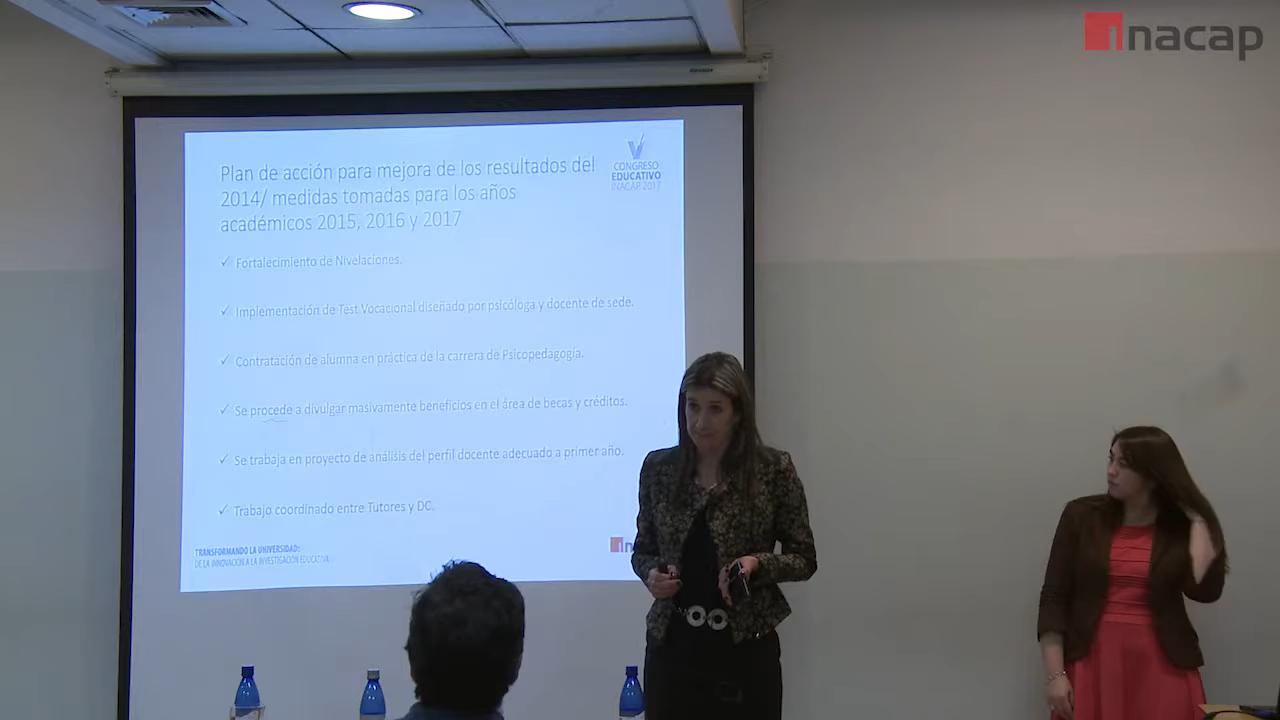 inacap
Plan de acción para mejora de los resultados del
2014/ medidas tomadas para los años
académicos 2015, 2016 y 2017
CONGRESO
EDUCATIVO
INACAP 2017
✓ Fortalecimiento de Nivelaciones.
✓ Implementación de Test Vocacional diseñado por psicóloga y docente de sede.
✓ Contratación de alumna en práctica de la carrera de Psicopedagogía.
✓ Se procede a divulgar masivamente beneficios en el área de becas y créditos.
✓ Se trabaja en proyecto de análisis del perfil docente adecuado a primer año.
✓ Trabajo coordinado entre Tutores y DC.
TRANSFORMANDO LA UNIVERSIDAD:
DE LA INNOVACIÓN A LA INVESTIGACIÓN EDUCATIVA